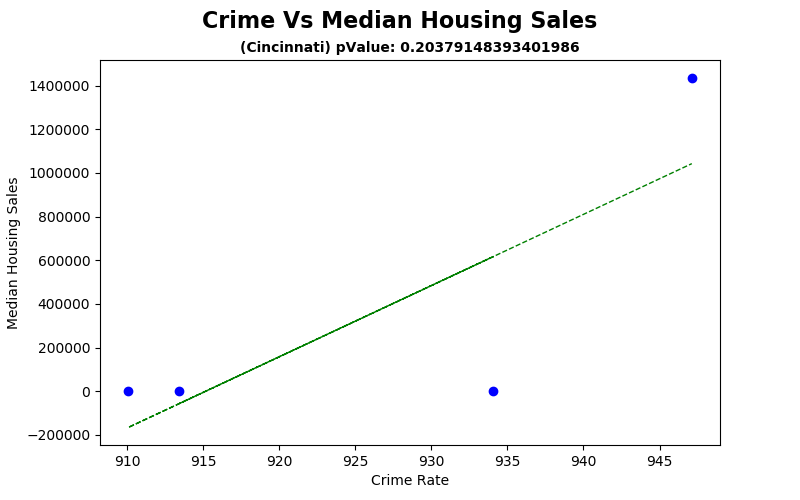 Crime Vs Median Housing Sales
(Cincinnati) pValue: 0.20379148393401986
1400000
1200000
1000000
800000
600000
400000
200000
0
−200000
Median Housing Sales
910 915 920 925 930 935 940 945
Crime Rate